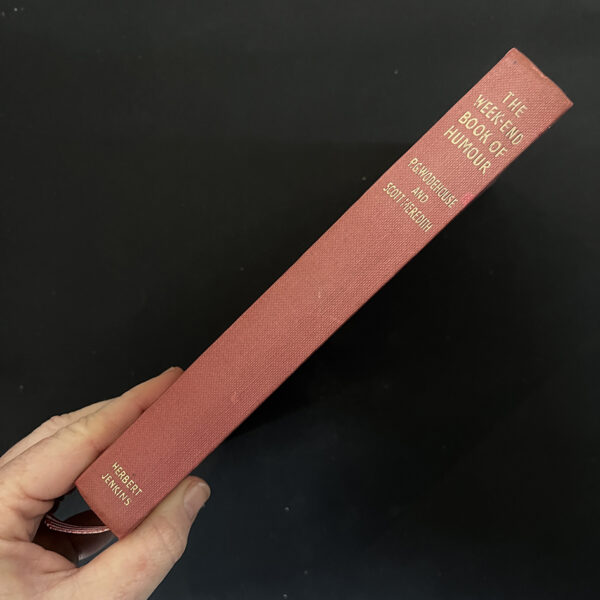 THE
WEEK-END
BOOK OF
HUMOUR
P.G. WODEHOUSE
AND
SCOTT MEREDITH
HERBERT
JENKINS